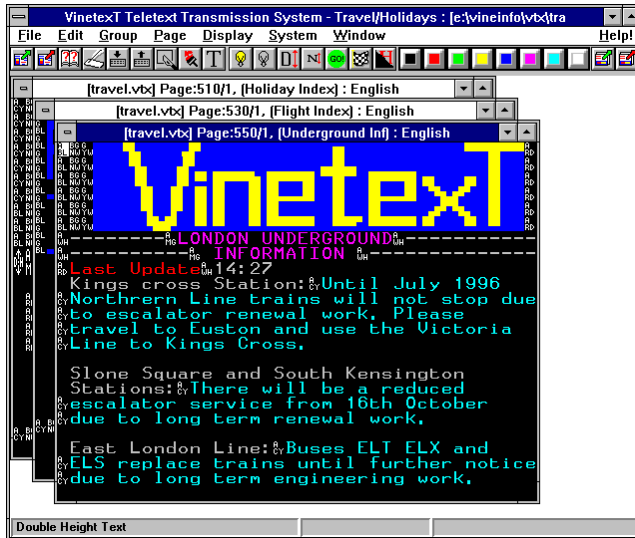 VinetexT Teletext Transmission System - Travel/Holidays : [e:\vineinfo\vtx\tra
File Edit Group Page Display System Window Help!
[travel.vtx] Page:510/1, (Holiday Index) : English
[travel.vtx] Page:530/1, (Flight Index) : English
[travel.vtx] Page:550/1, (Underground Inf) : English
VinetexT
LONDON UNDERGROUND
INFORMATION
Last Update 14:27
Kings cross Station: Until July 1996
Northrern Line trains will not stop due
to escalator renewal work. Please
travel to Euston and use the Victoria
Line to Kings Cross.
Slone Square and South Kensington
Stations: There will be a reduced
escalator service from 16th October
due to long term renewal work.
East London Line: Buses ELT ELX and
ELS replace trains until further notice
due to long term engineering work.
Double Height Text